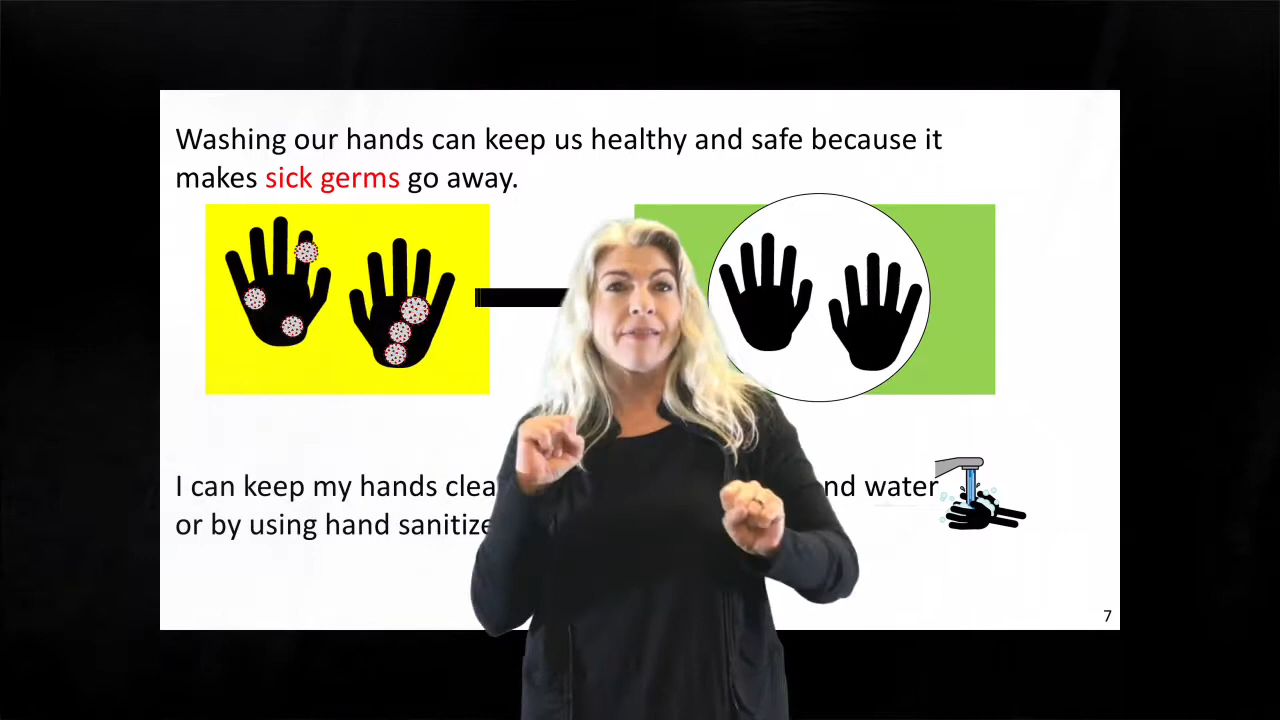 Washing our hands can keep us healthy and safe because it
makes sick germs go away.
I can keep my hands clea
nd water
or by using hand sanitize
7